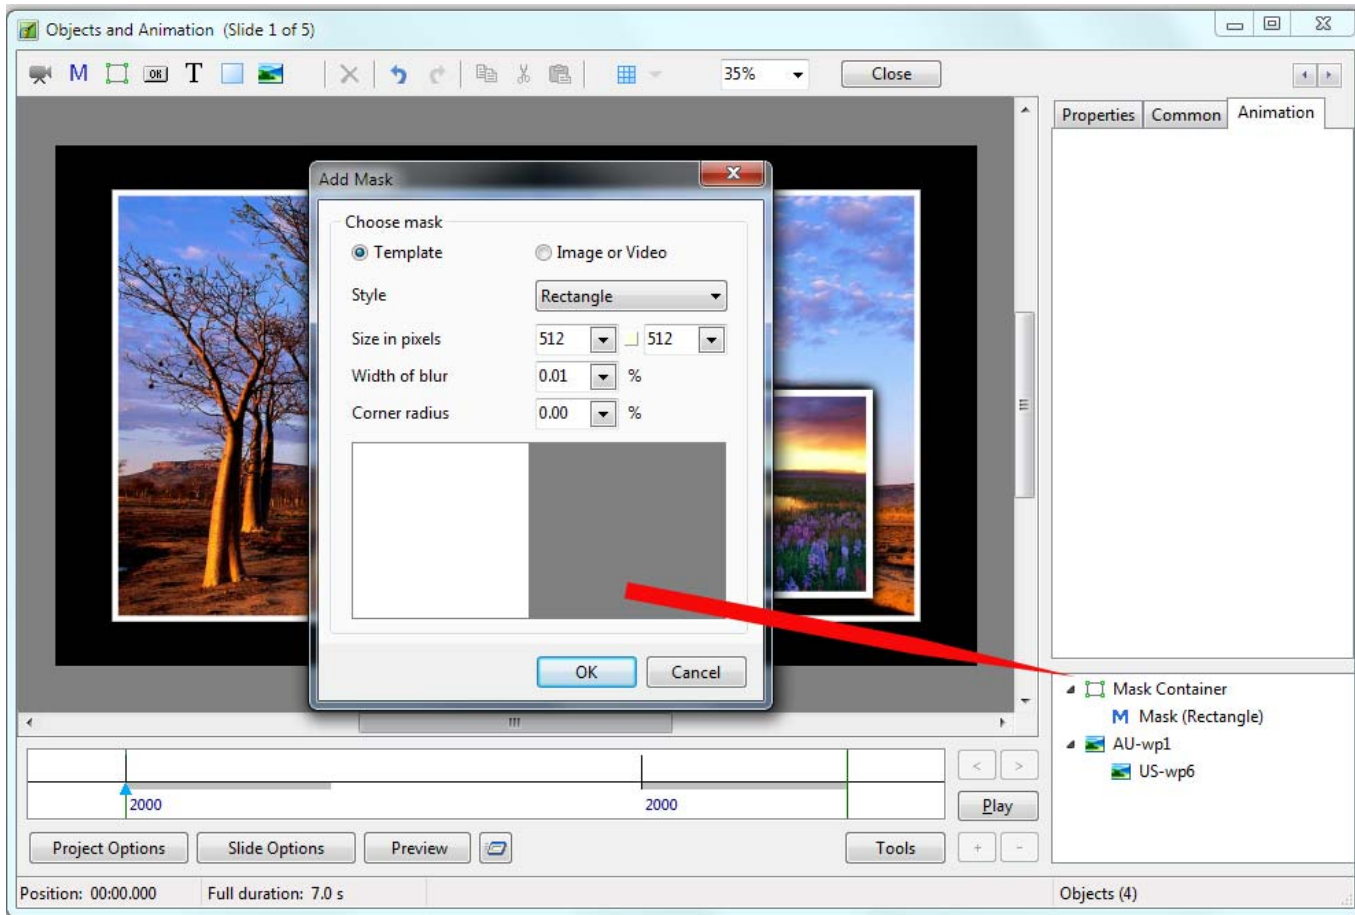 Objects and Animation (Slide 1 of 5)
M OK T 35% Close
Properties Common Animation
Add Mask
Choose mask
Template Image or Video
Style Rectangle
Size in pixels 512 512
Width of blur 0.01 %
Corner radius 0.00 %
OK Cancel
Mask Container
M Mask (Rectangle)
AU-wp1
US-wp6
< >
2000 2000 Play
Project Options Slide Options Preview Tools + -
Position: 00:00.000 Full duration: 7.0 s Objects (4)